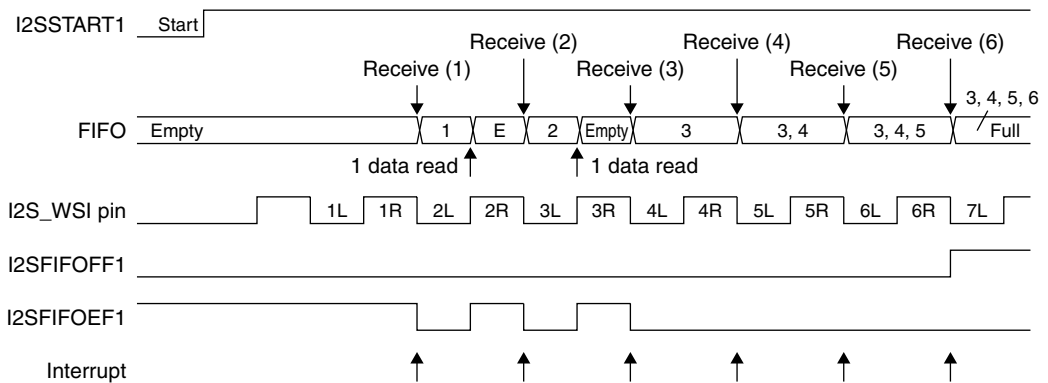 I2SSTART1 Start
Receive (2) Receive (4) Receive (6)
Receive (1) Receive (3) Receive (5)
3, 4, 5, 6
FIFO Empty 1 E 2 Empty 3 3, 4 3, 4, 5 Full
1 data read 1 data read
I2S_WSI pin 1L 1R 2L 2R 3L 3R 4L 4R 5L 5R 6L 6R 7L
I2SFIFOFF1
I2SFIFOEF1
Interrupt